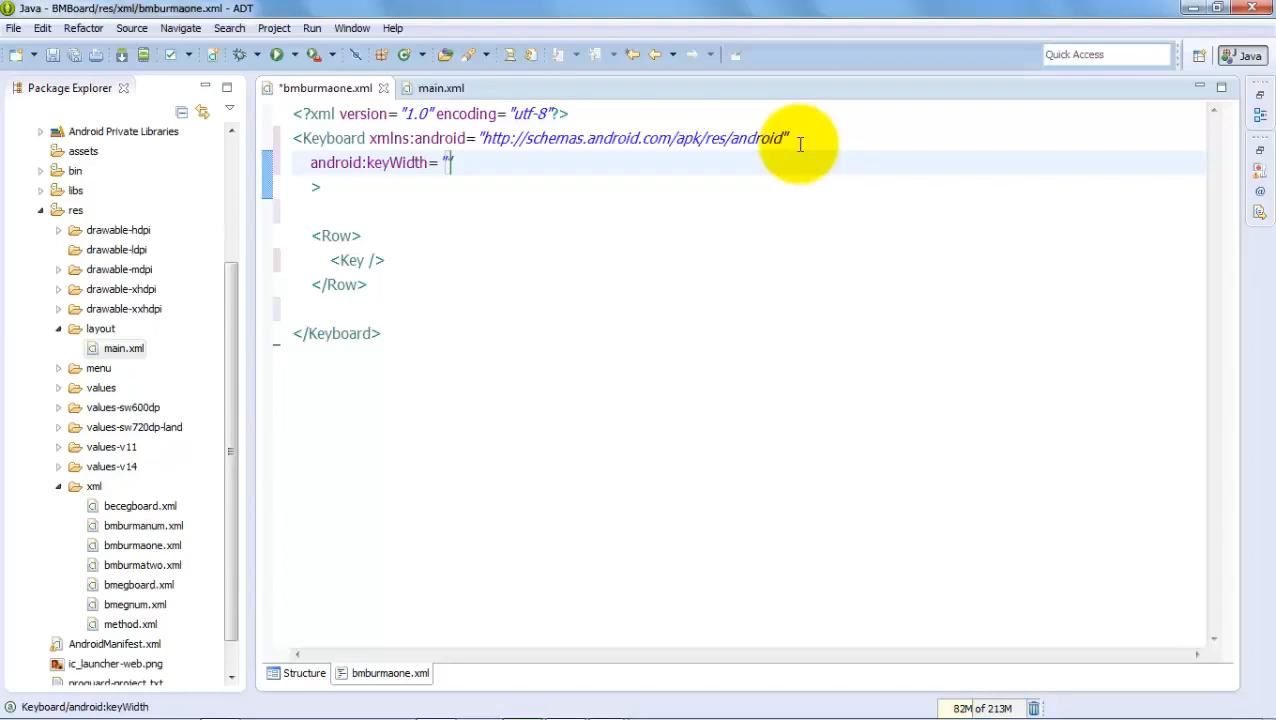 Java - BMBoard/res/xml/bmburmaone.xml - ADT
File Edit Refactor Source Navigate Search Project Run Window Help
Quick Access
Java
Package Explorer
*bmburmaone.xml
main.xml
Android Private Libraries
assets
bin
libs
res
drawable-hdpi
drawable-ldpi
drawable-mdpi
drawable-xhdpi
drawable-xxhdpi
layout
main.xml
menu
values
values-sw600dp
values-sw720dp-land
values-v11
values-v14
xml
becegboard.xml
bmburmanum.xml
bmburmaone.xml
bmburmatwo.xml
bmegboard.xml
bmegnum.xml
method.xml
AndroidManifest.xml
ic_launcher-web.png
proguard-project.txt
<?xml version="1.0" encoding="utf-8"?>
<Keyboard xmlns:android="http://schemas.android.com/apk/res/android"
android:keyWidth=""
>
<Row>
<Key />
</Row>
</Keyboard>
Structure
bmburmaone.xml
Keyboard/android:keyWidth
82M of 213M